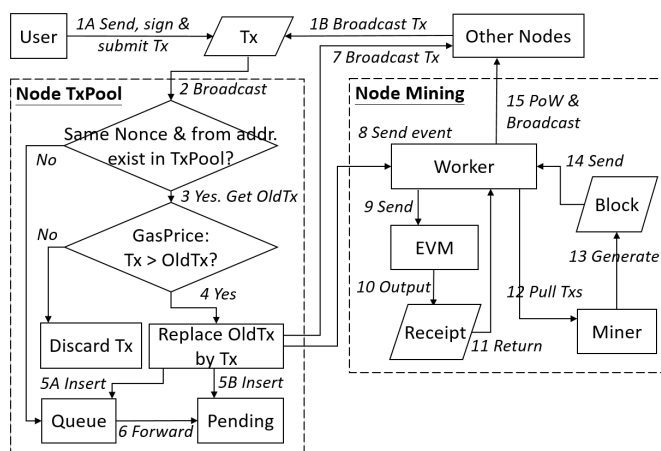 User
1A Send, sign &
submit Tx
Tx
1B Broadcast Tx
7 Broadcast Tx
Other Nodes
Node TxPool
2 Broadcast
Same Nonce & from addr.
exist in TxPool?
No
3 Yes. Get OldTx
GasPrice:
Tx > OldTx?
No
4 Yes
Discard Tx
Replace OldTx
by Tx
5A Insert
5B Insert
Queue
6 Forward
Pending
Node Mining
15 PoW &
Broadcast
8 Send event
Worker
14 Send
9 Send
Block
EVM
13 Generate
10 Output
12 Pull Txs
Receipt
11 Return
Miner